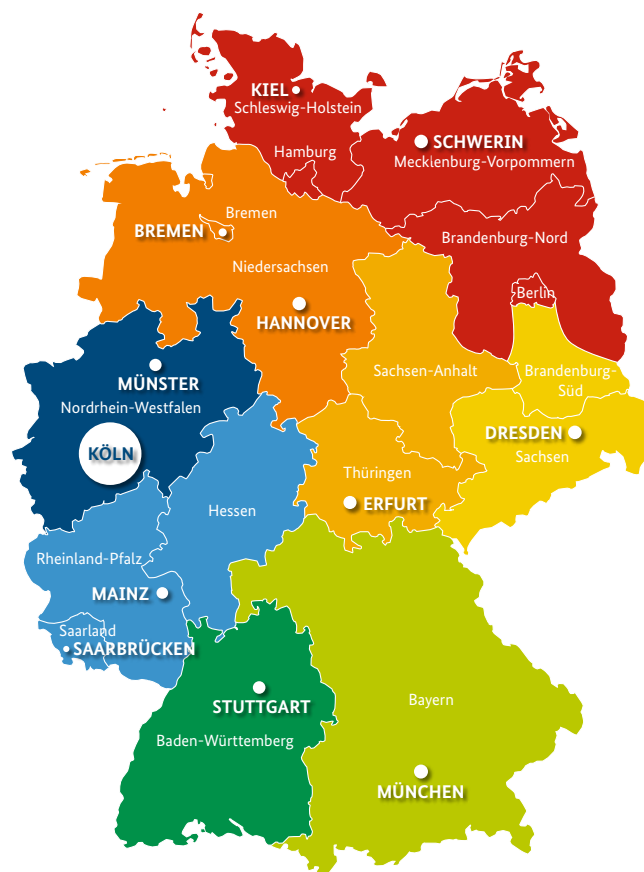 KIEL
Schleswig-Holstein
SCHWERIN
Hamburg
Mecklenburg-Vorpommern
Bremen
BREMEN
Brandenburg-Nord
Niedersachsen
Berlin
HANNOVER
Sachsen-Anhalt
Brandenburg-
Süd
MÜNSTER
Nordrhein-Westfalen
DRESDEN
KÖLN
Sachsen
Thüringen
ERFURT
Hessen
Rheinland-Pfalz
MAINZ
Saarland
SAARBRÜCKEN
Bayern
STUTTGART
Baden-Württemberg
MÜNCHEN